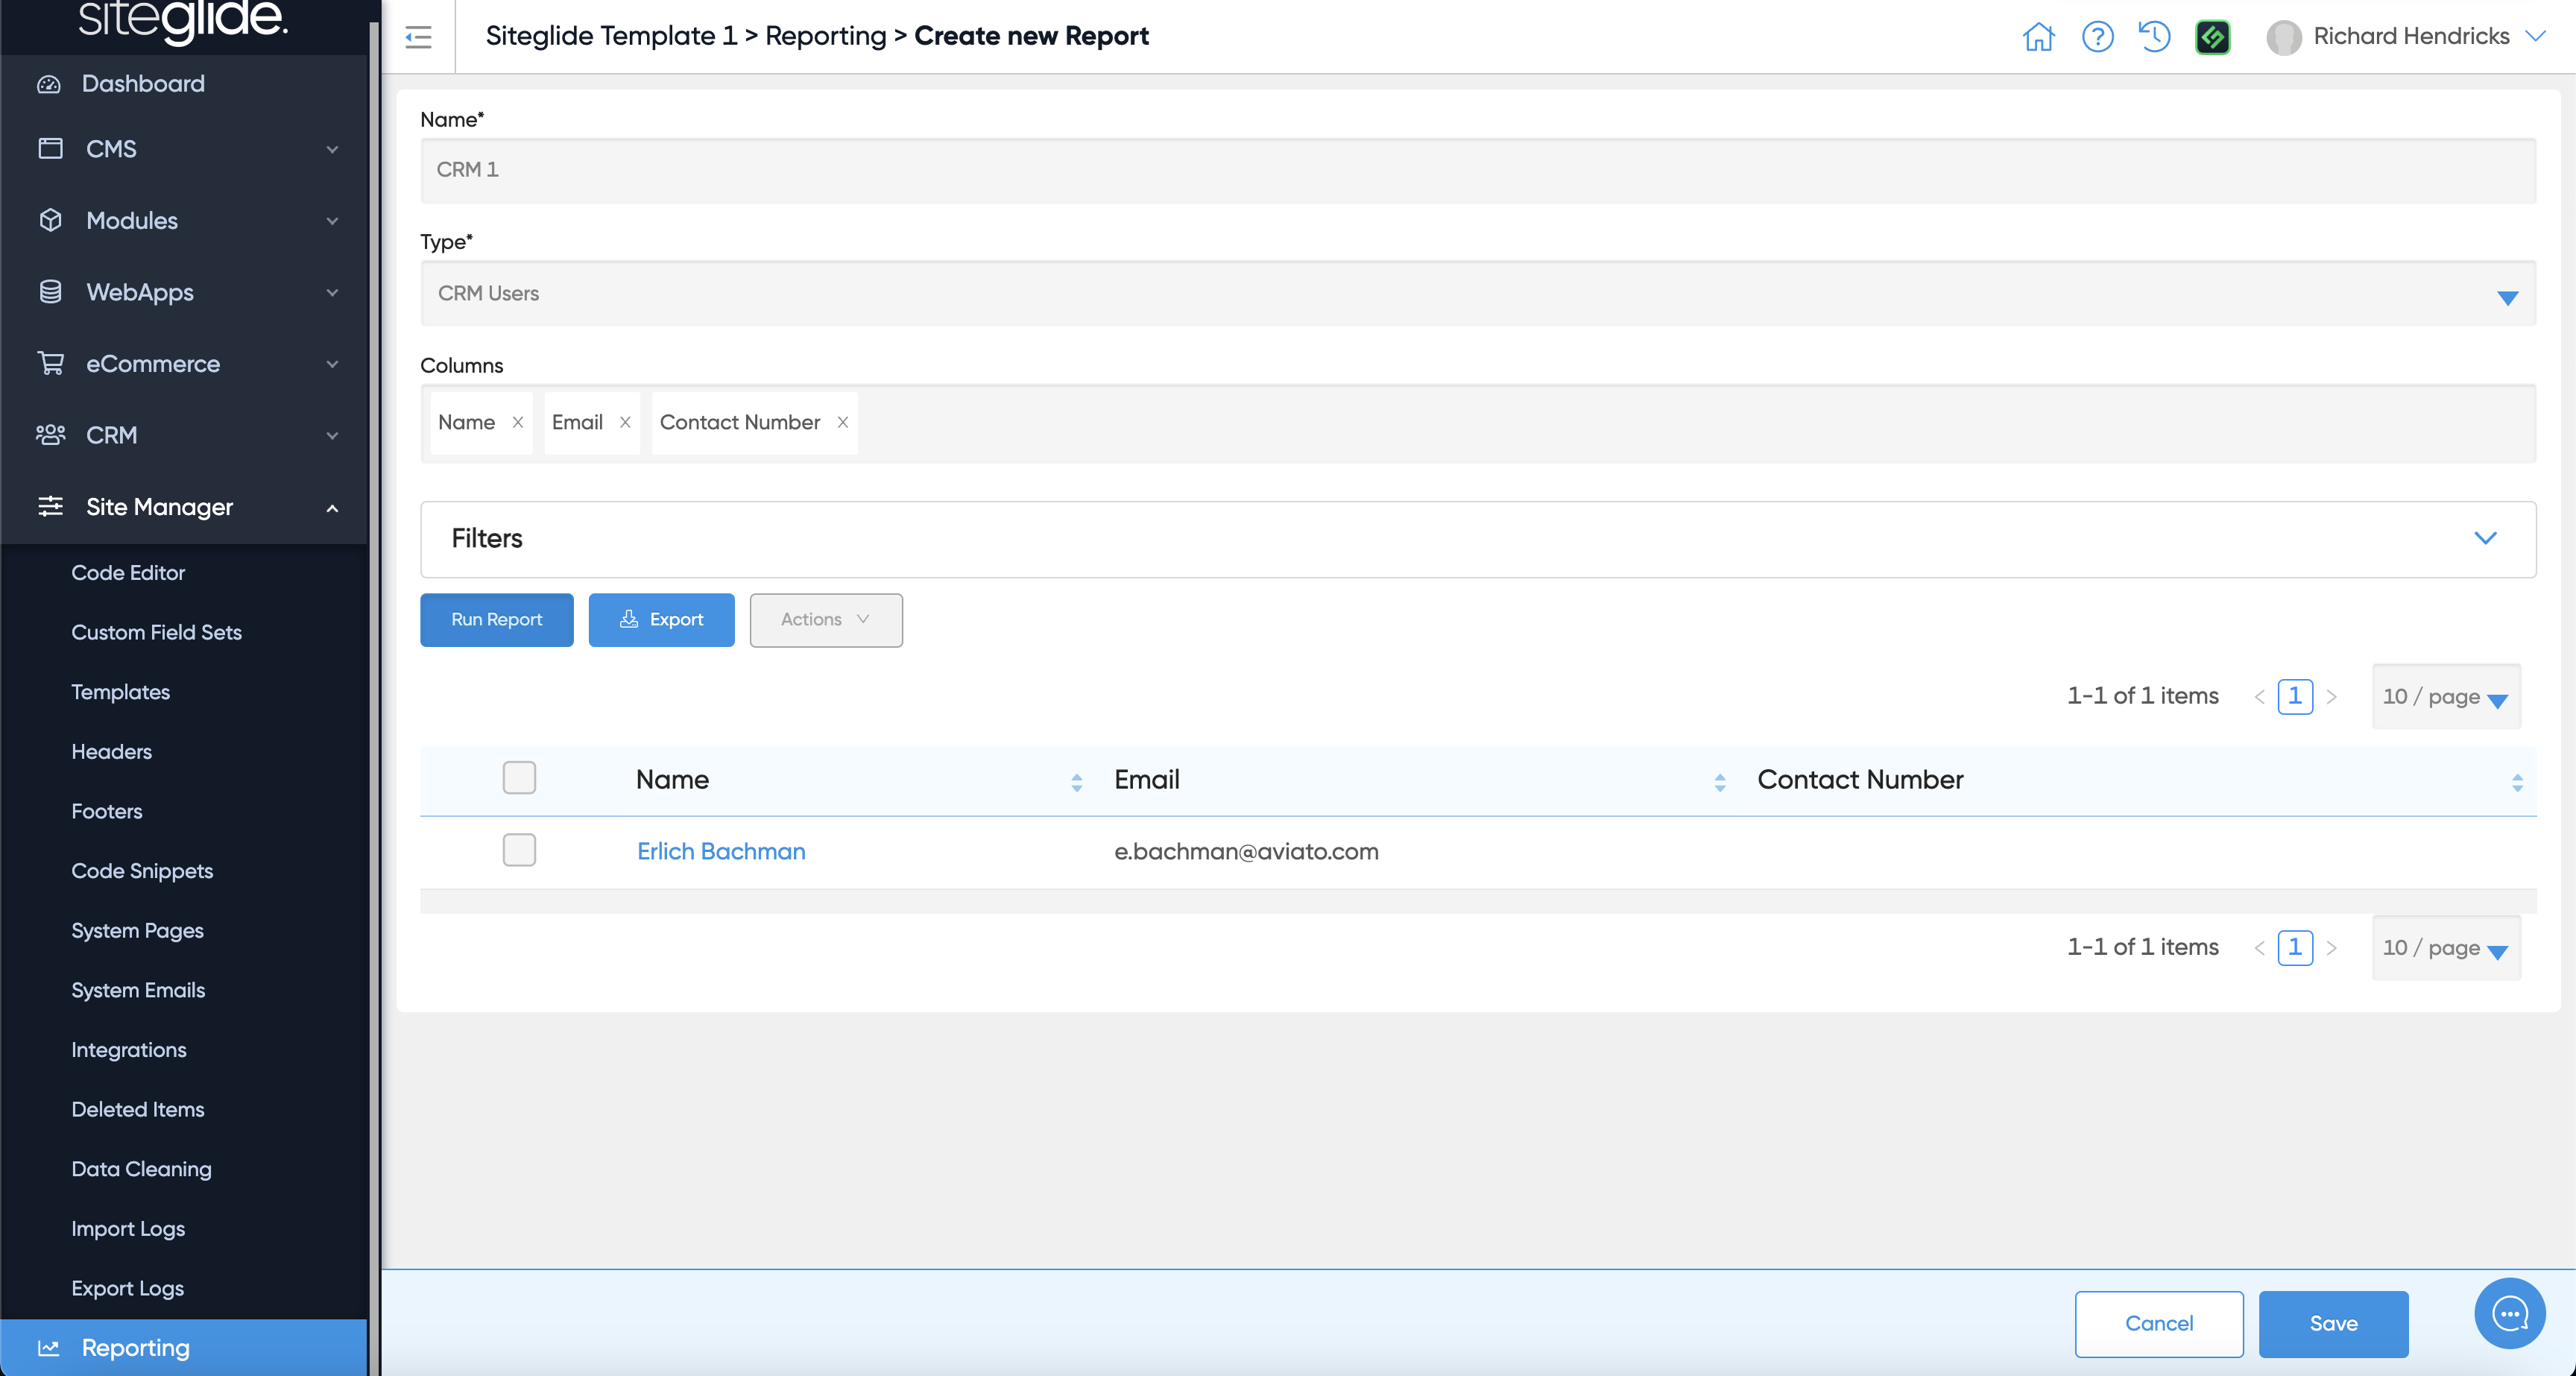 siteglide.
Dashboard
CMS
Modules
WebApps
eCommerce
CRM
Site Manager
Code Editor
Custom Field Sets
Templates
Headers
Footers
Code Snippets
System Pages
System Emails
Integrations
Deleted Items
Data Cleaning
Import Logs
Export Logs
Reporting
Siteglide Template 1 > Reporting > Create new Report
Richard Hendricks
Name*
CRM 1
Type*
CRM Users
Columns
Name Email Contact Number
Filters
Run Report Export Actions
1-1 of 1 items < 1 > 10 / page
Name Email Contact Number
Erlich Bachman e.bachman@aviato.com
1-1 of 1 items < 1 > 10 / page
Cancel Save